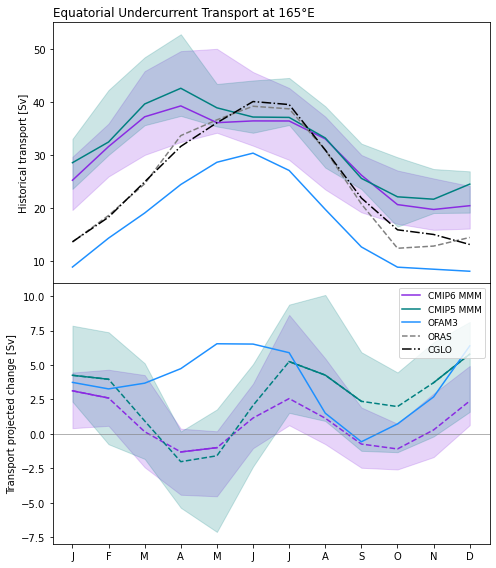 Equatorial Undercurrent Transport at 165°E
Historical transport [Sv]
50
40
30
20
10
Transport projected change [Sv]
10.0
7.5
5.0
2.5
0.0
−2.5
−5.0
−7.5
CMIP6 MMM
CMIP5 MMM
OFAM3
ORAS
CGLO
J F M A M J J A S O N D